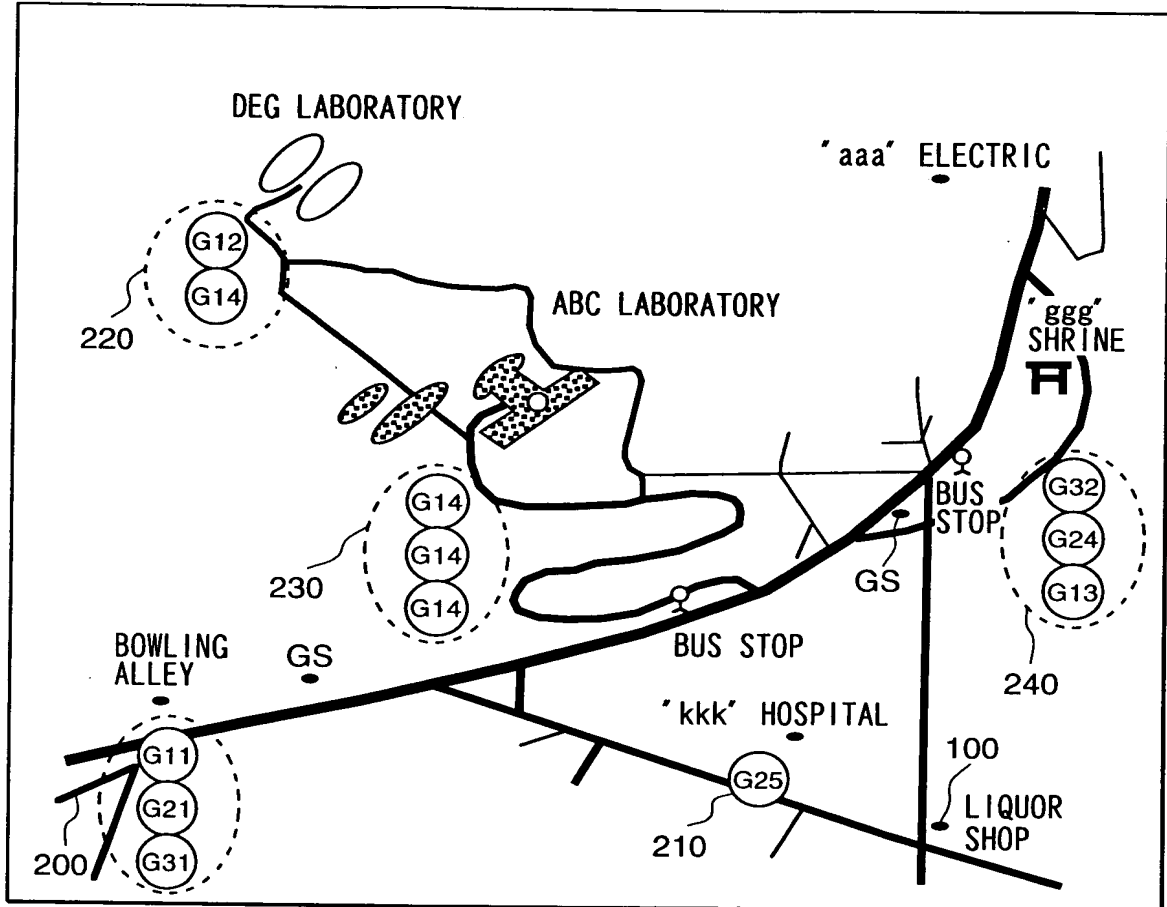 DEG LABORATORY
"aaa" ELECTRIC
G12
G14
220
ABC LABORATORY
"ggg"
SHRINE
G14
G14
G14
230
BUS
STOP
GS
G32
G24
G13
240
BOWLING
ALLEY
GS
BUS STOP
"kkk" HOSPITAL
G11
G21
G31
200
G25
210
100
LIQUOR
SHOP